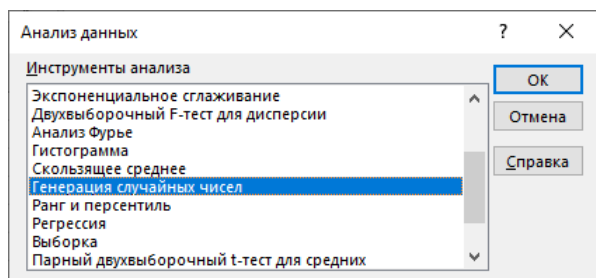 Анализ данных ?
Инструменты анализа
Экспоненциальное сглаживание
Двухвыборочный F-тест для дисперсии
Анализ Фурье
Гистограмма
Скользящее среднее
Генерация случайных чисел
Ранг и персентиль
Регрессия
Выборка
Парный двухвыборочный t-тест для средних
ОК
Отмена
Справка